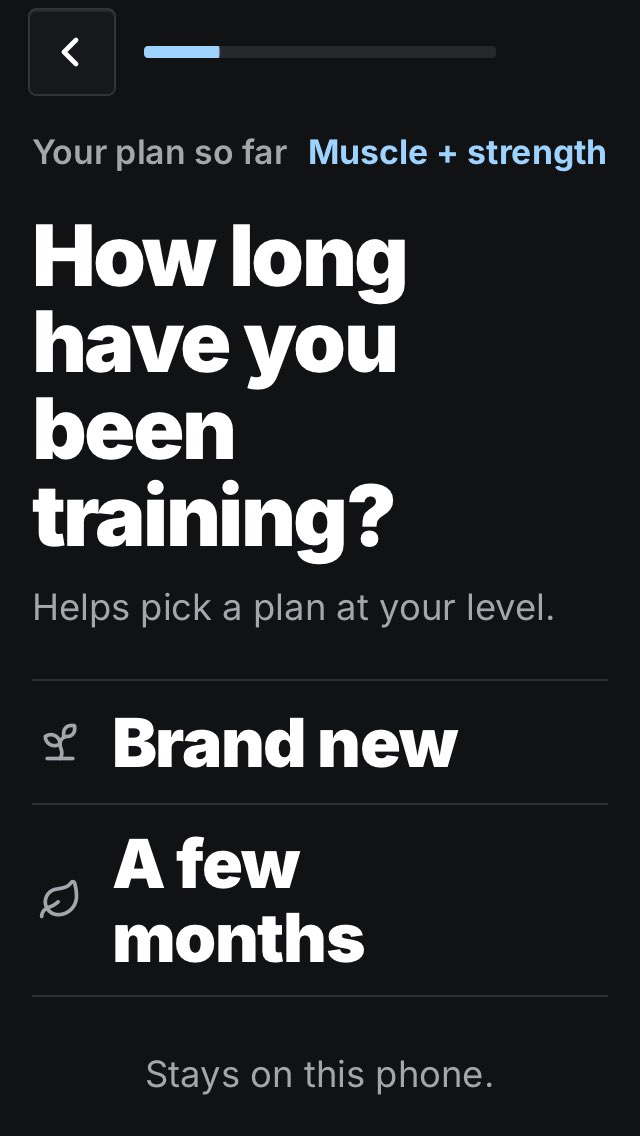 Your plan so far Muscle + strength
How long
have you
been
training?
Helps pick a plan at your level.
Brand new
A few
months
Stays on this phone.